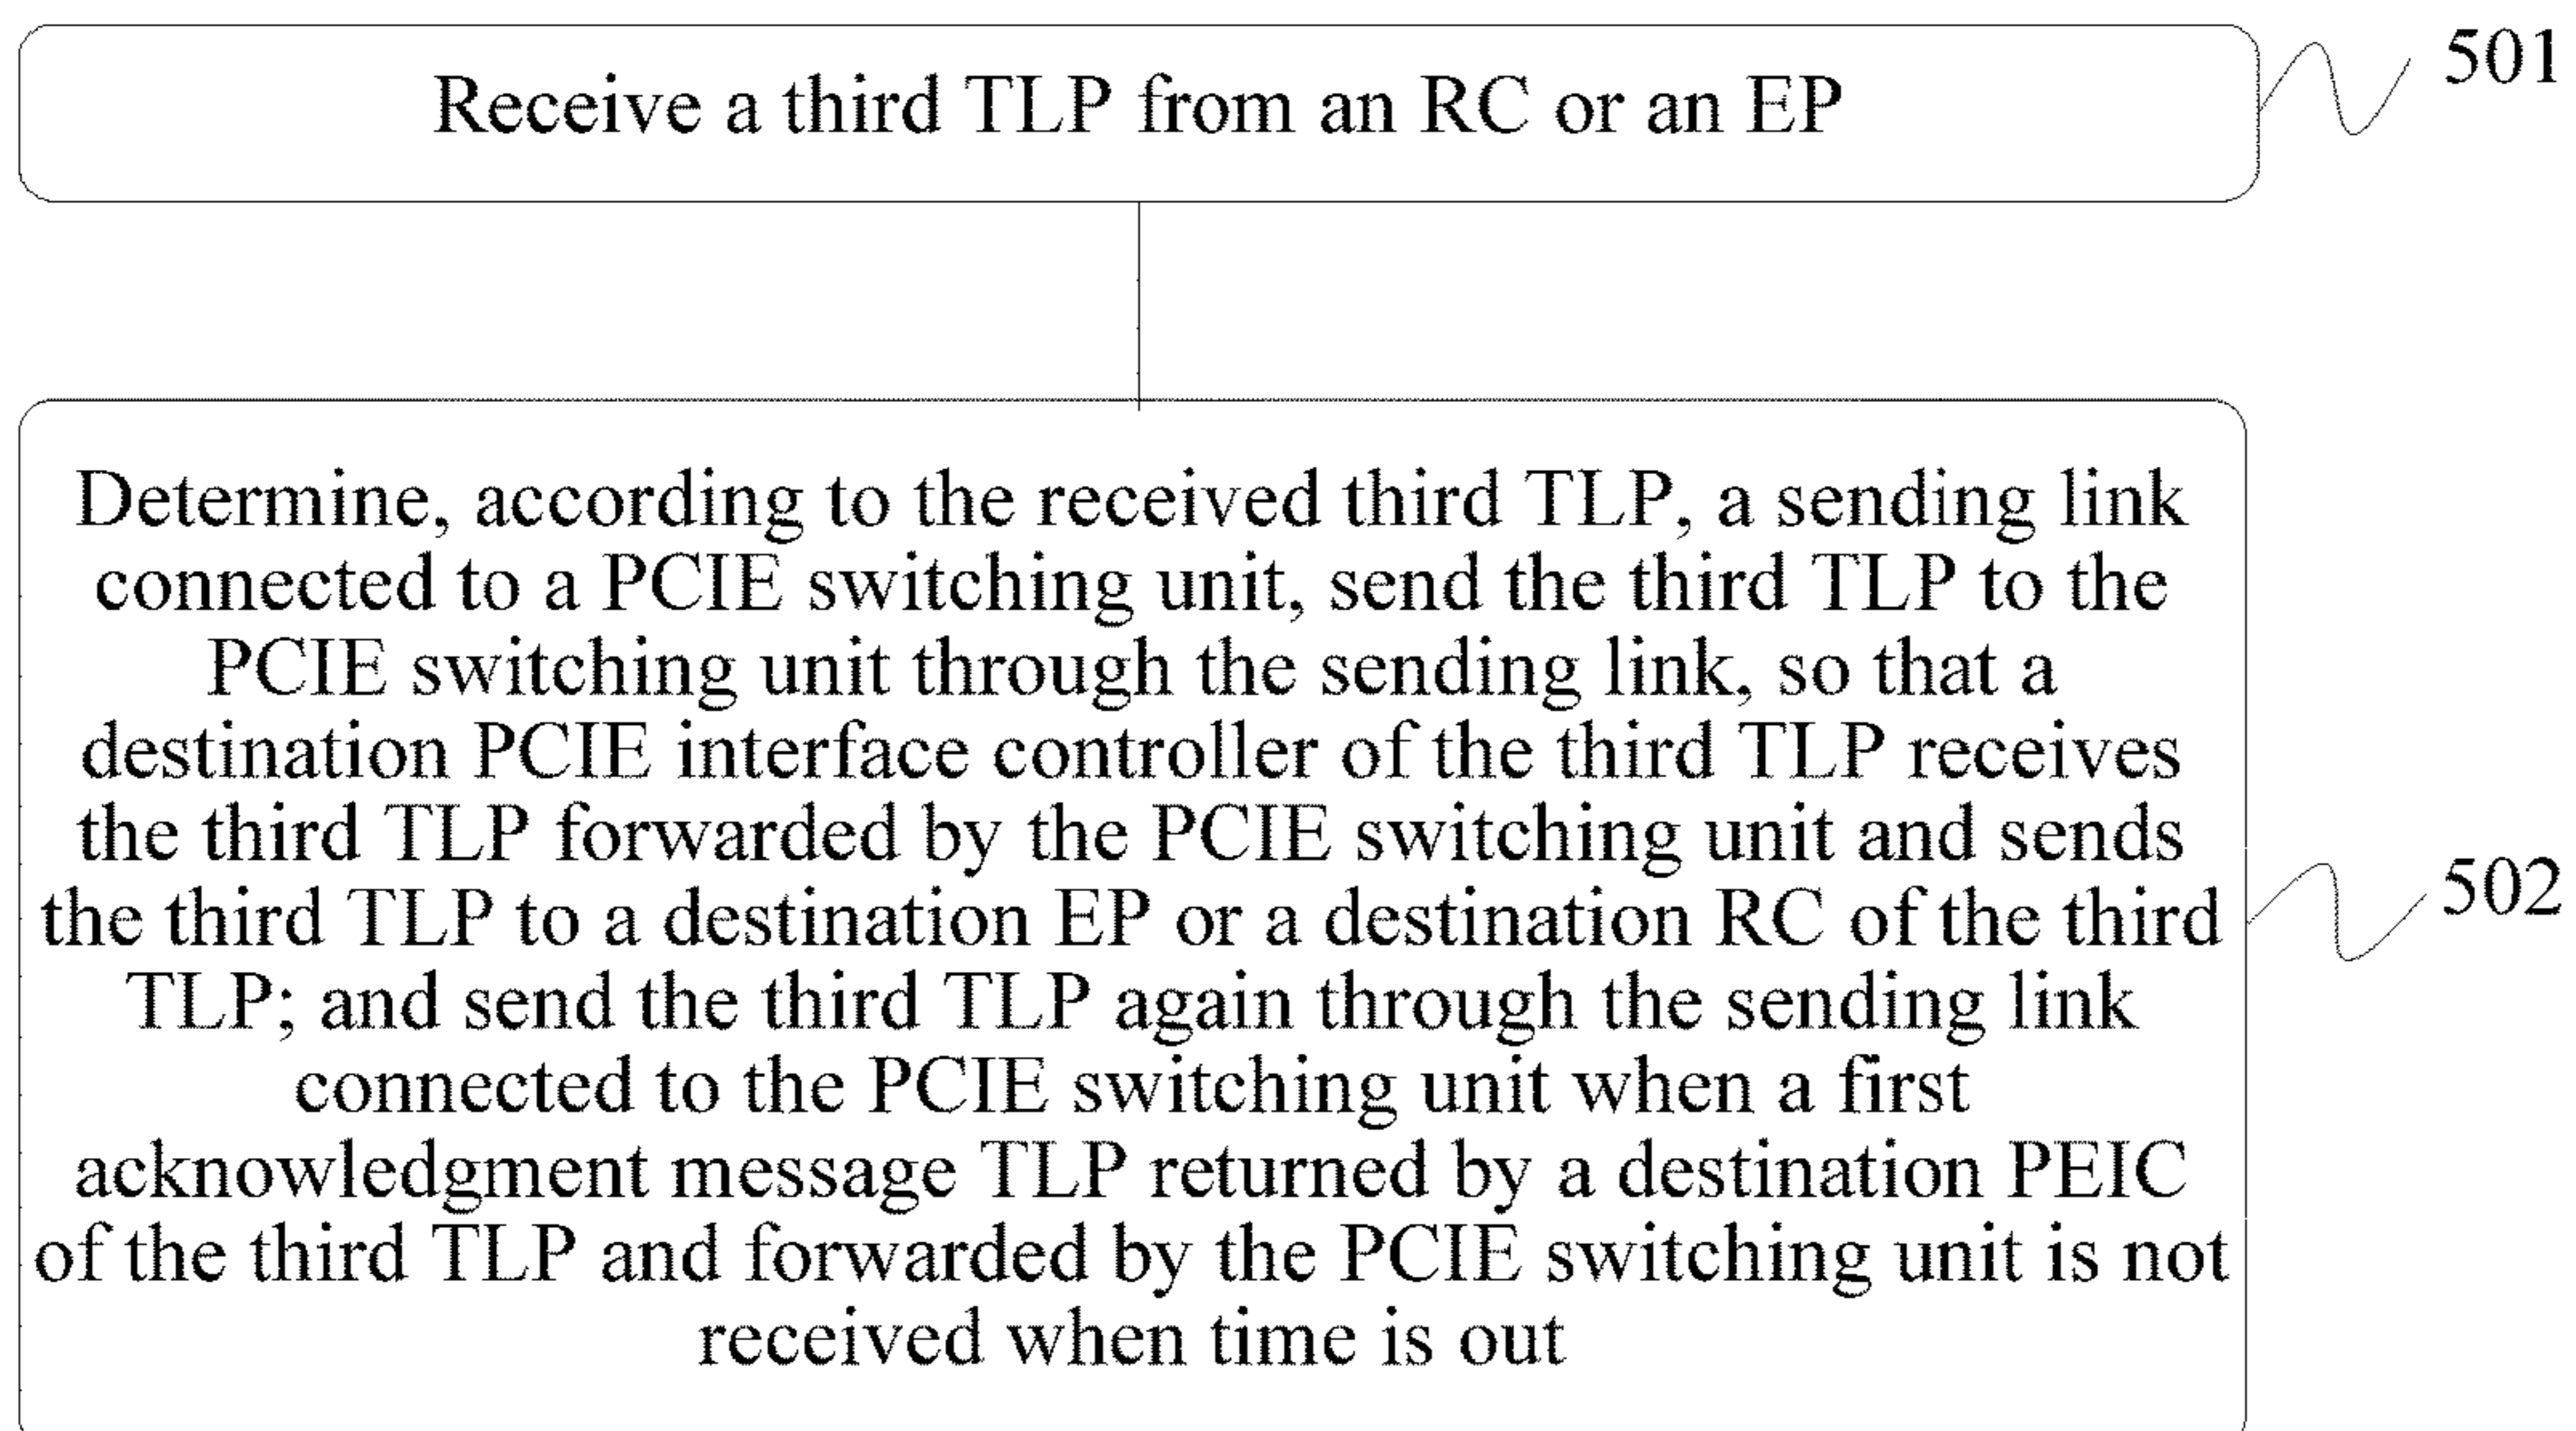 Receive a third TLP from an RC or an EP
501
Determine, according to the received third TLP, a sending link
connected to a PCIE switching unit, send the third TLP to the
PCIE switching unit through the sending link, so that a
destination PCIE interface controller of the third TLP receives
the third TLP forwarded by the PCIE switching unit and sends
the third TLP to a destination EP or a destination RC of the third
TLP; and send the third TLP again through the sending link
connected to the PCIE switching unit when a first
acknowledgment message TLP returned by a destination PEIC
of the third TLP and forwarded by the PCIE switching unit is not
received when time is out
502